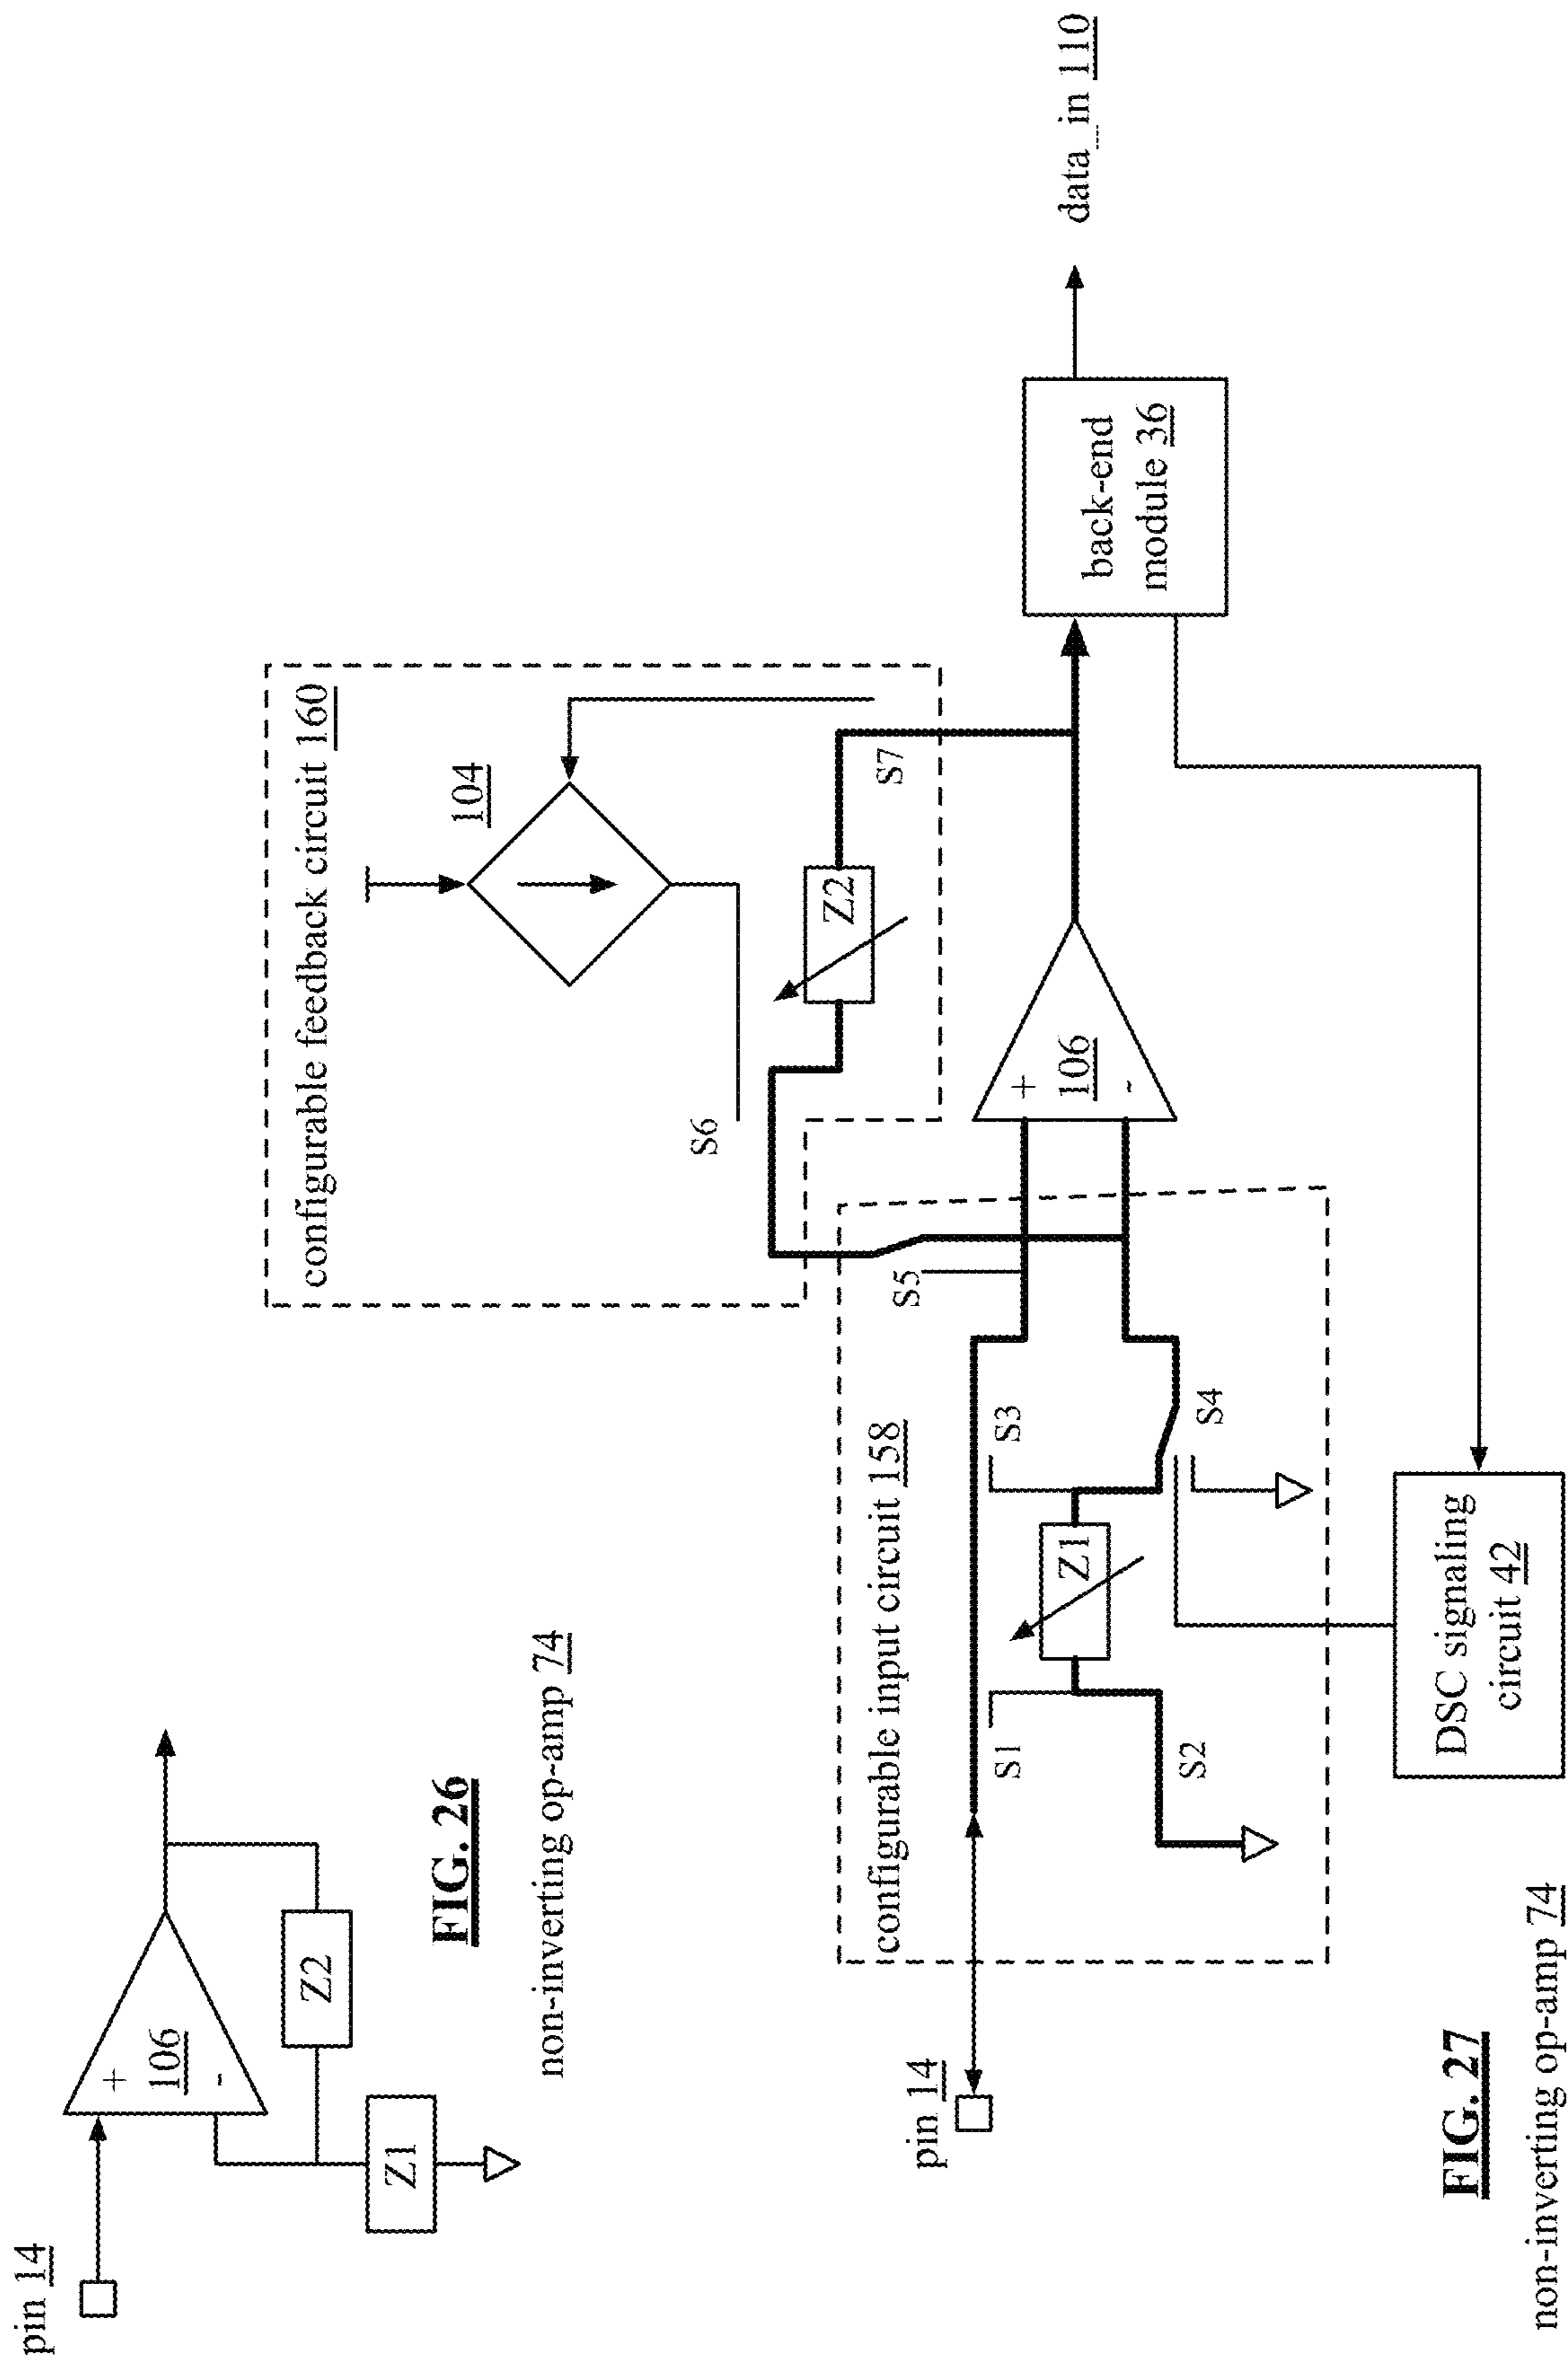 pin 14
+
106
-
Z2
Z1
FIG. 26
non-inverting op-amp 74
configurable feedback circuit 160
104
S6
Z2
S7
configurable input circuit 158
pin 14
S1
S2
Z1
S3
S4
S5
+
106
-
back-end
module 36
data_in 110
DSC signaling
circuit 42
FIG. 27
non-inverting op-amp 74